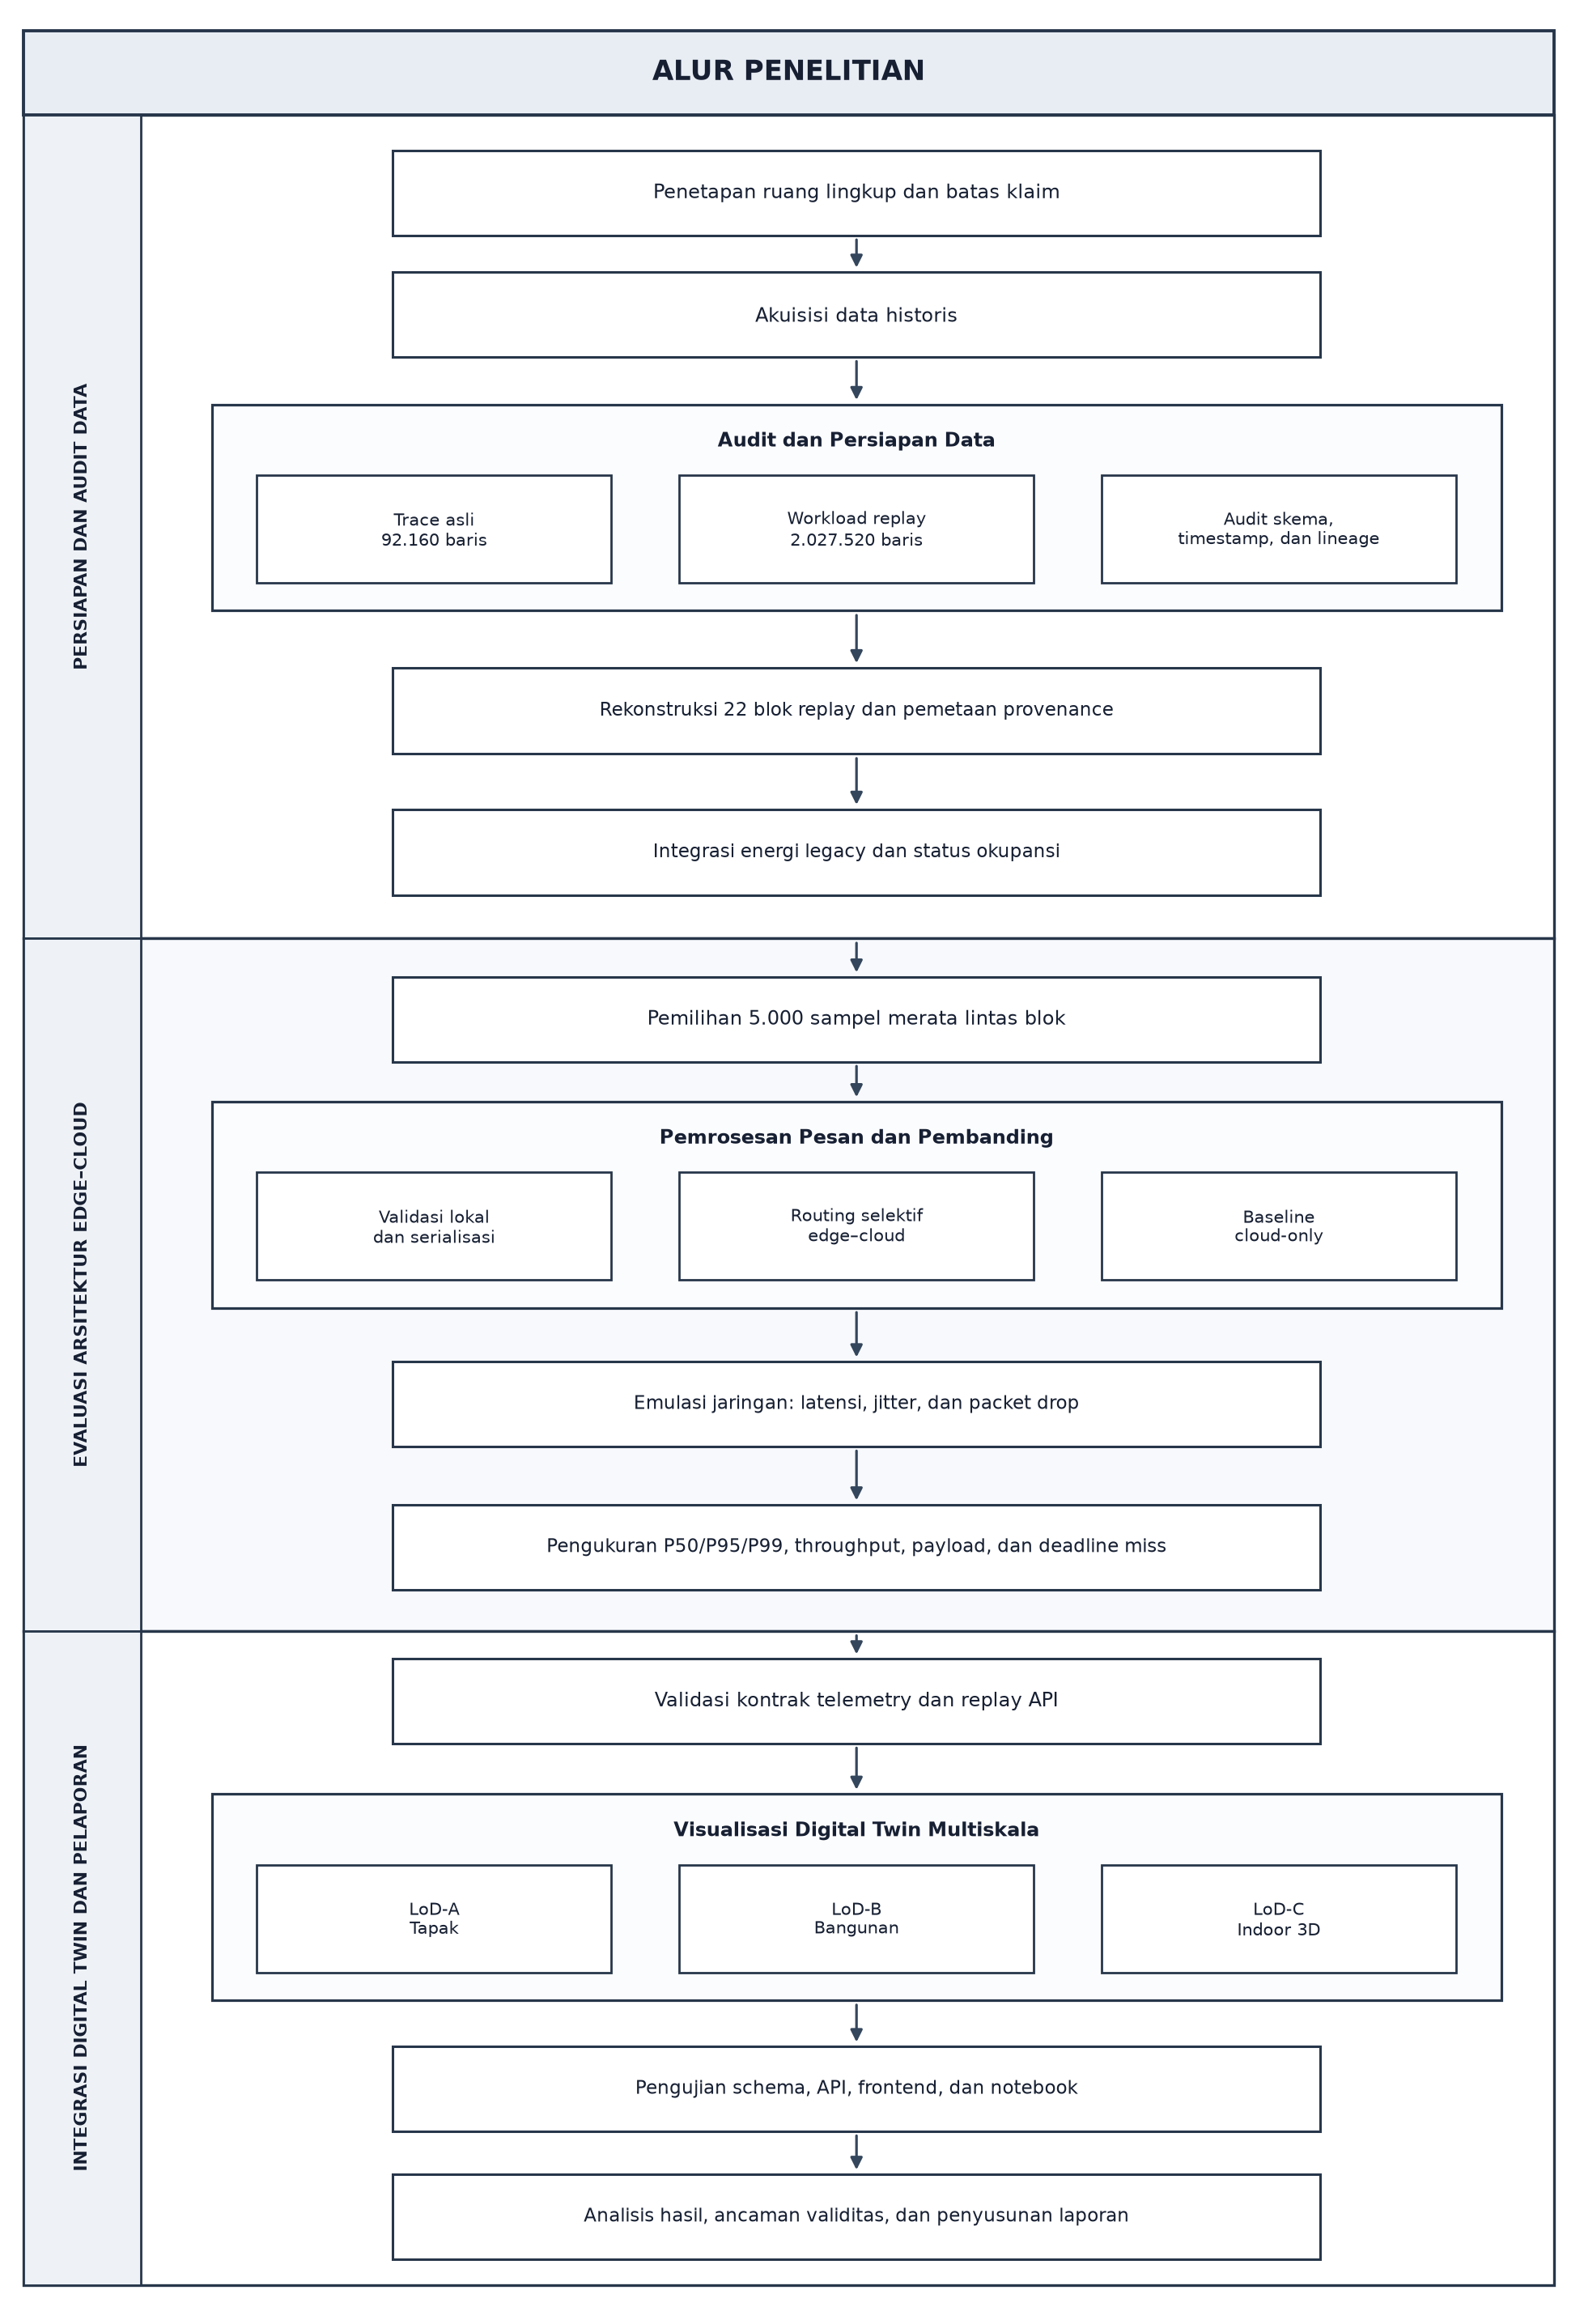 ALUR PENELITIAN
PERSIAPAN DAN AUDIT DATA
Penetapan ruang lingkup dan batas klaim
Akuisisi data historis
Audit dan Persiapan Data
Trace asli
92.160 baris
Workload replay
2.027.520 baris
Audit skema,
timestamp, dan lineage
Rekonstruksi 22 blok replay dan pemetaan provenance
Integrasi energi legacy dan status okupansi
EVALUASI ARSITEKTUR EDGE–CLOUD
Pemilihan 5.000 sampel merata lintas blok
Pemrosesan Pesan dan Pembanding
Validasi lokal
dan serialisasi
Routing selektif
edge–cloud
Baseline
cloud-only
Emulasi jaringan: latensi, jitter, dan packet drop
Pengukuran P50/P95/P99, throughput, payload, dan deadline miss
INTEGRASI DIGITAL TWIN DAN PELAPORAN
Validasi kontrak telemetry dan replay API
Visualisasi Digital Twin Multiskala
LoD-A
Tapak
LoD-B
Bangunan
LoD-C
Indoor 3D
Pengujian schema, API, frontend, dan notebook
Analisis hasil, ancaman validitas, dan penyusunan laporan